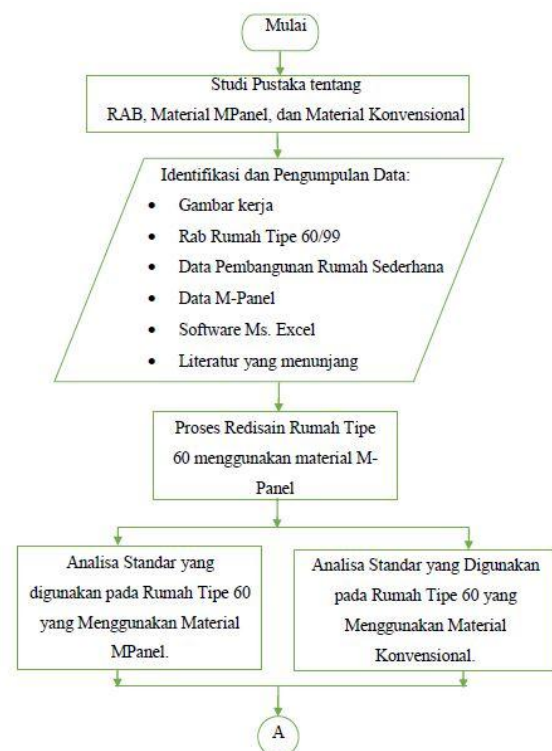 Mulai
Studi Pustaka tentang
RAB, Material MPanel, dan Material Konvensional
Identifikasi dan Pengumpulan Data:
• Gambar kerja
• Rab Rumah Tipe 60/99
• Data Pembangunan Rumah Sederhana
• Data M-Panel
• Software Ms. Excel
• Literatur yang menunjang
Proses Redisain Rumah Tipe
60 menggunakan material M-
Panel
Analisa Standar yang
digunakan pada Rumah Tipe 60
yang Menggunakan Material
MPanel.
Analisa Standar yang Digunakan
pada Rumah Tipe 60 yang
Menggunakan Material
Konvensional.
A